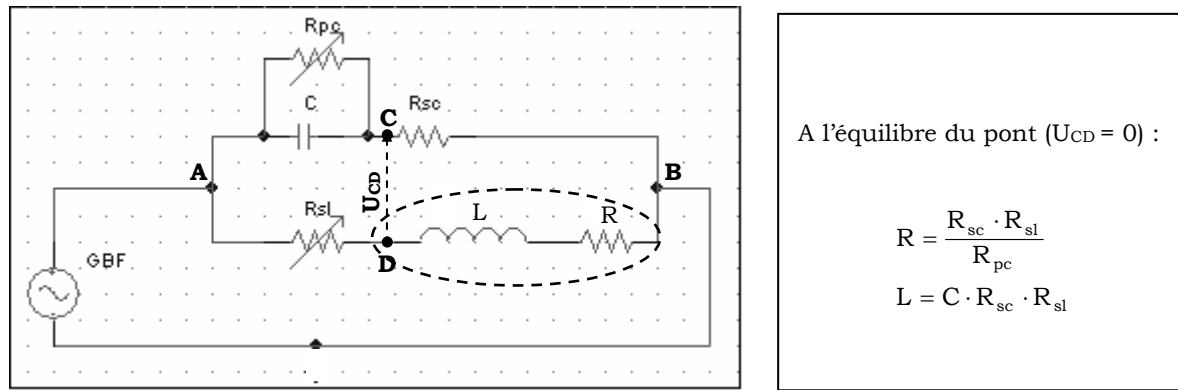 Rpc
C
C
Rsc
A
B
UCD
Rsl
L
R
D
GBF
A l'équilibre du pont (UCD = 0) :
R = Rsc · Rsl / Rpc
L = C · Rsc · Rsl